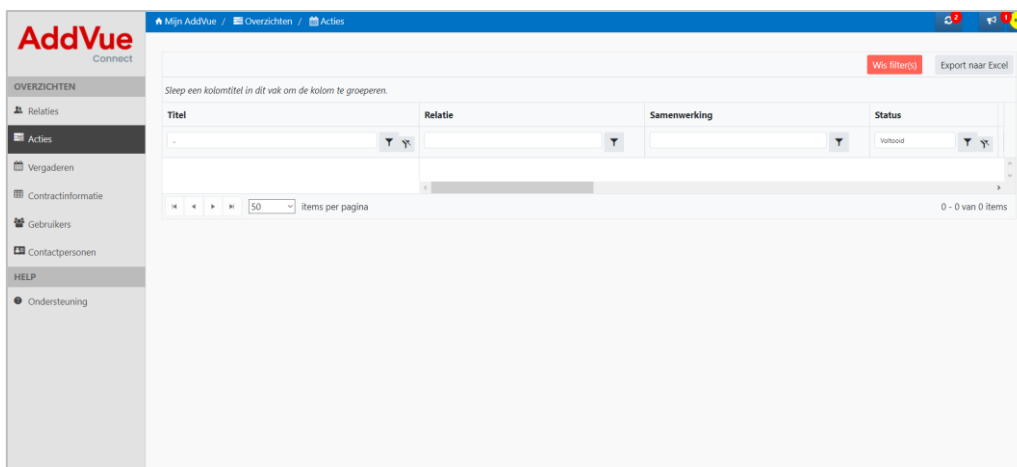 AddVue
Connect
Mijn AddVue / Overzichten / Acties
2
1
Wis filter(s)
Export naar Excel
OVERZICHTEN
Sleep een kolomtitel in dit vak om de kolom te groeperen.
Relaties
Titel Relatie Samenwerking Status
Acties
- Voltooid
Vergaderen
Contractinformatie
50 items per pagina 0 - 0 van 0 items
Gebruikers
Contactpersonen
HELP
Ondersteuning